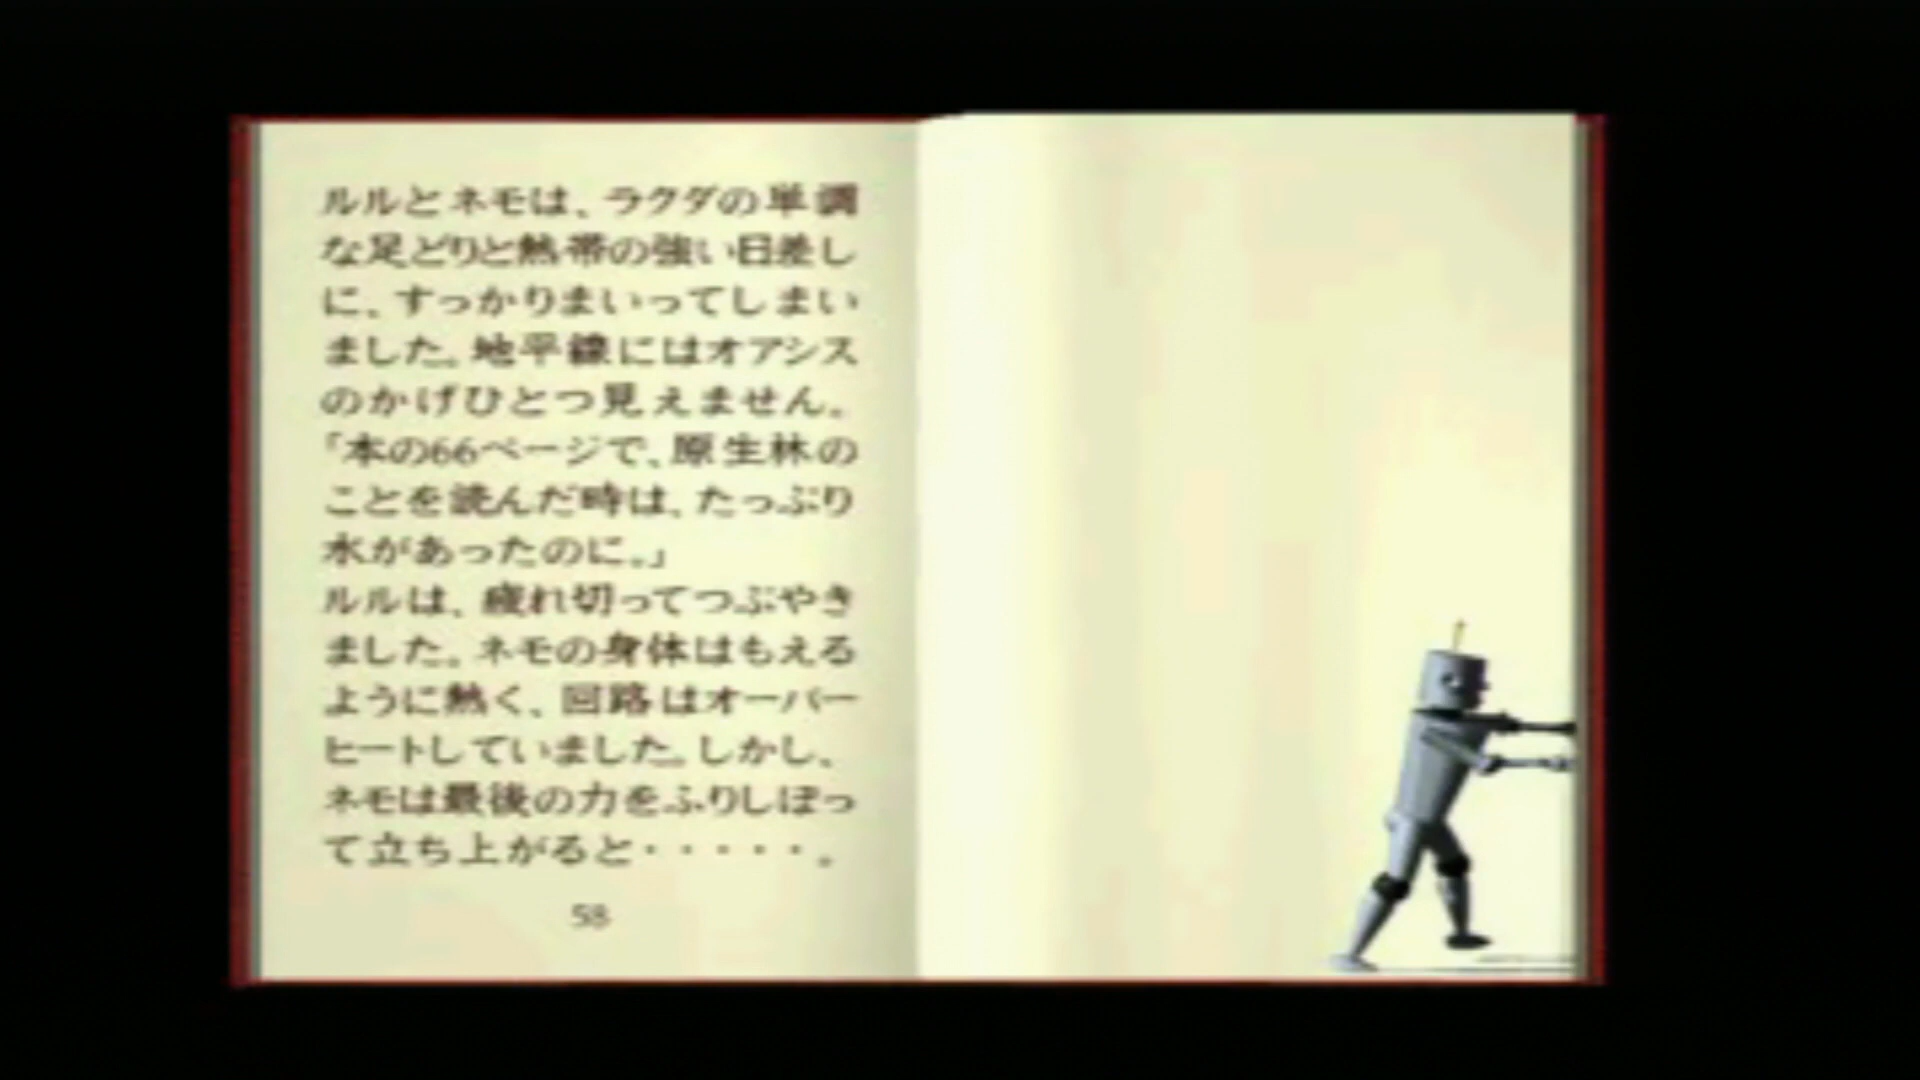 ルルとネモは、ラクダの単調
な足どりと熱帯の強い日差し
に、すっかりまいってしまい
ました。地平線にはオアシス
のかげひとつ見えません。
「本の66ページで、原生林の
ことを読んだ時は、たっぷり
水があったのに。」
ルルは、疲れ切ってつぶやき
ました。ネモの身体はもえる
ように熱く、回路はオーバー
ヒートしていました。しかし、
ネモは最後の力をふりしぼっ
て立ち上がると・・・・・。
58